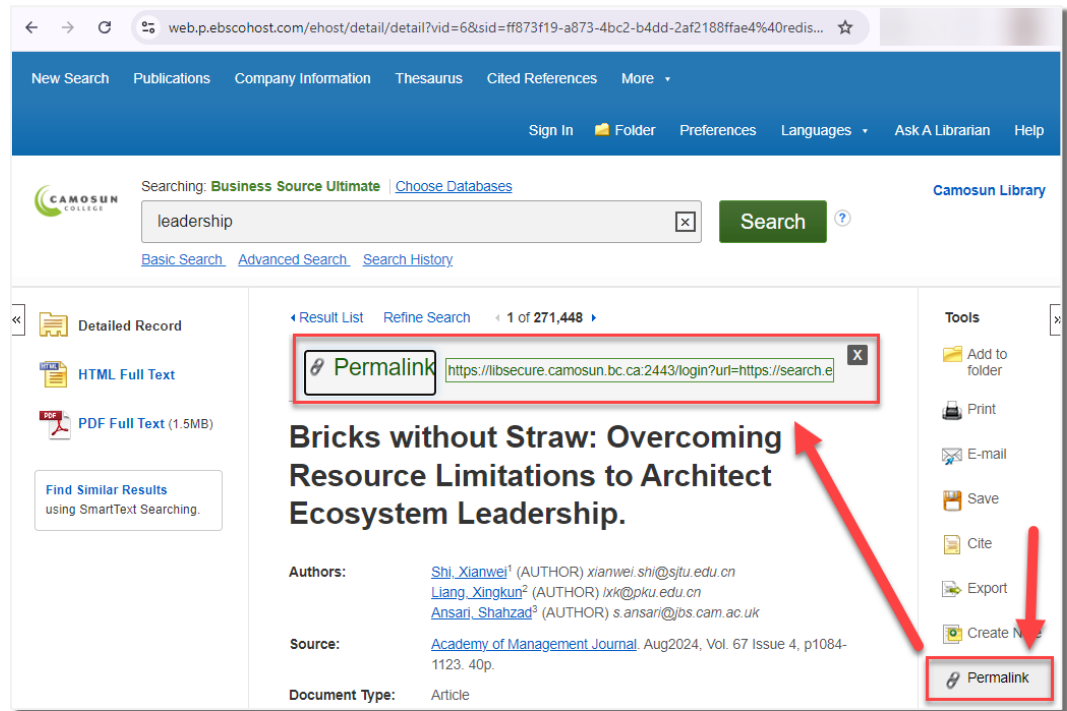 web.p.ebscohost.com/ehost/detail/detail?vid=6&sid=ff873f19-a873-4bc2-b4dd-2af2188ffae4%40redis...
New Search Publications Company Information Thesaurus Cited References More
Sign In Folder Preferences Languages Ask A Librarian Help
CAMOSUN
COLLEGE
Searching: Business Source Ultimate Choose Databases
Camosun Library
leadership
Search ?
Basic Search Advanced Search Search History
«
Detailed Record
HTML Full Text
PDF Full Text (1.5MB)
Find Similar Results
using SmartText Searching.
Result List Refine Search 1 of 271,448
Permalink https://libsecure.camosun.bc.ca:2443/login?url=https://search.e X
Bricks without Straw: Overcoming
Resource Limitations to Architect
Ecosystem Leadership.
Authors: Shi, Xianwei¹ (AUTHOR) xianwei.shi@sjtu.edu.cn
Liang, Xingkun² (AUTHOR) lxk@pku.edu.cn
Ansari, Shahzad³ (AUTHOR) s.ansari@jbs.cam.ac.uk
Source: Academy of Management Journal. Aug2024, Vol. 67 Issue 4, p1084-
1123. 40p.
Document Type: Article
Tools
»
Add to
folder
Print
E-mail
Save
Cite
Export
Create
Permalink